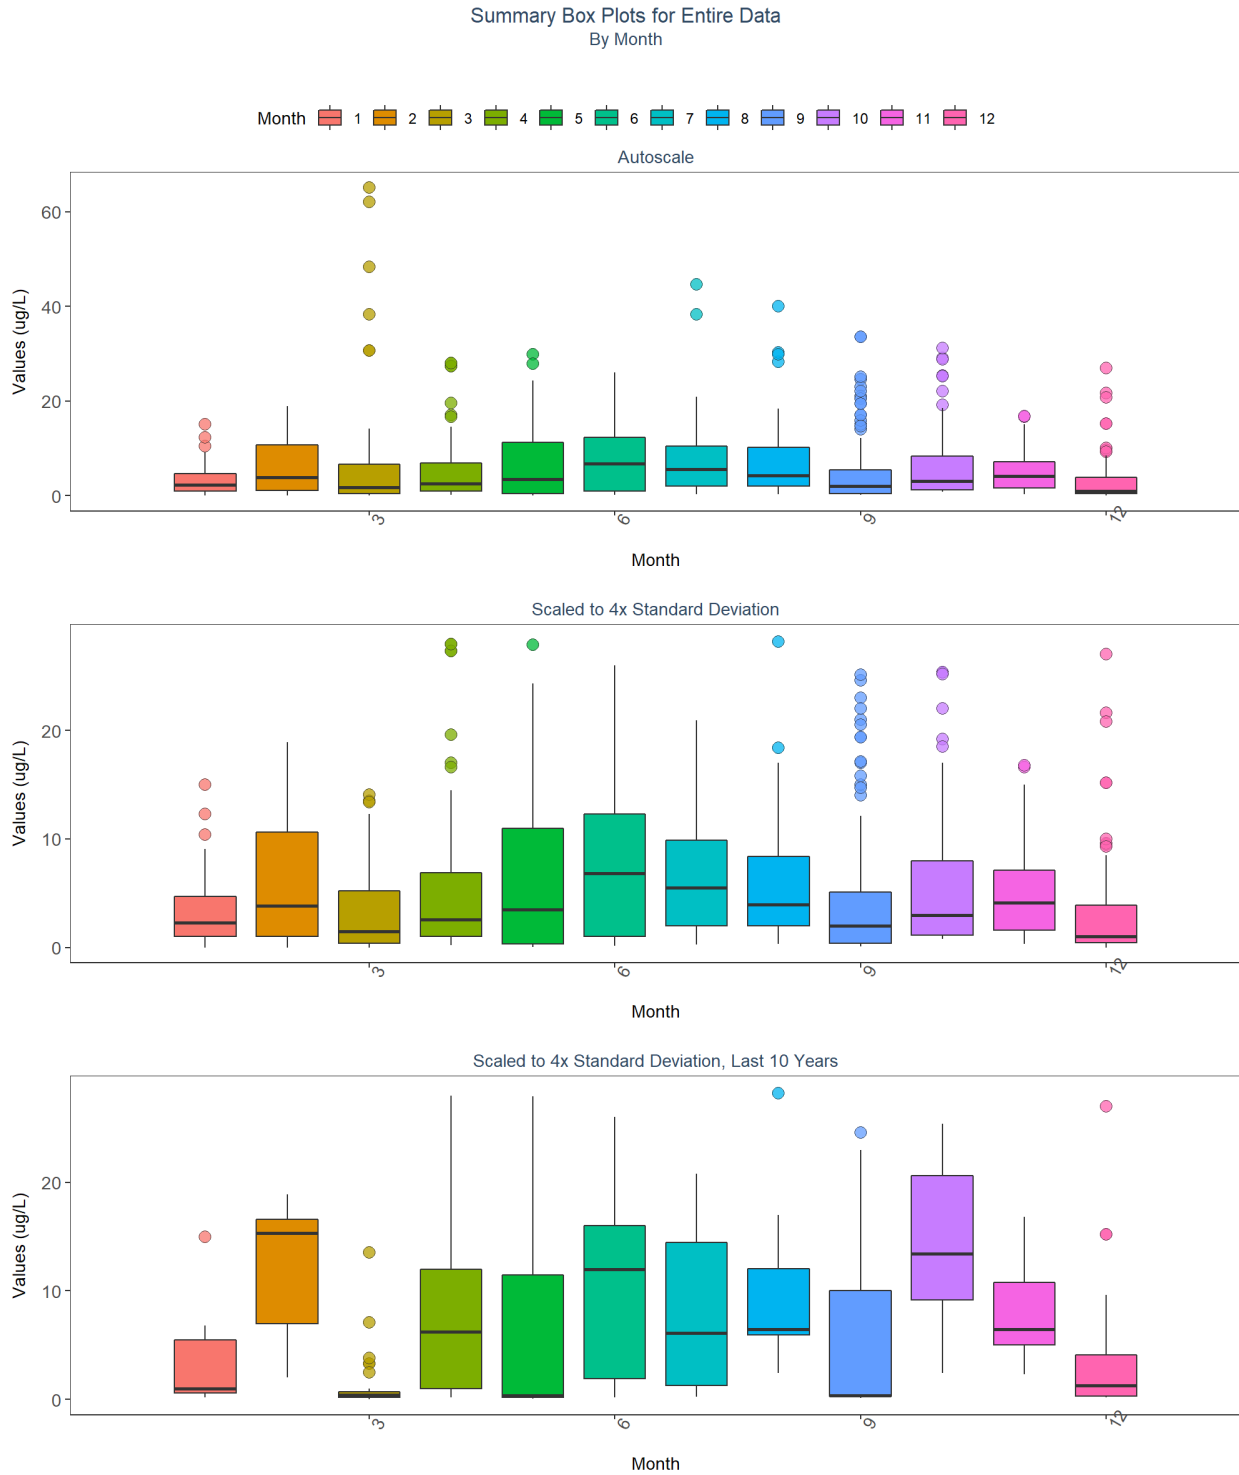 Summary Box Plots for Entire Data
By Month
Month 1 2 3 4 5 6 7 8 9 10 11 12
Autoscale
Values (ug/L)
60
40
20
0
3 6 9 12
Month
Scaled to 4x Standard Deviation
Values (ug/L)
20
10
0
3 6 9 12
Month
Scaled to 4x Standard Deviation, Last 10 Years
Values (ug/L)
20
10
0
3 6 9 12
Month